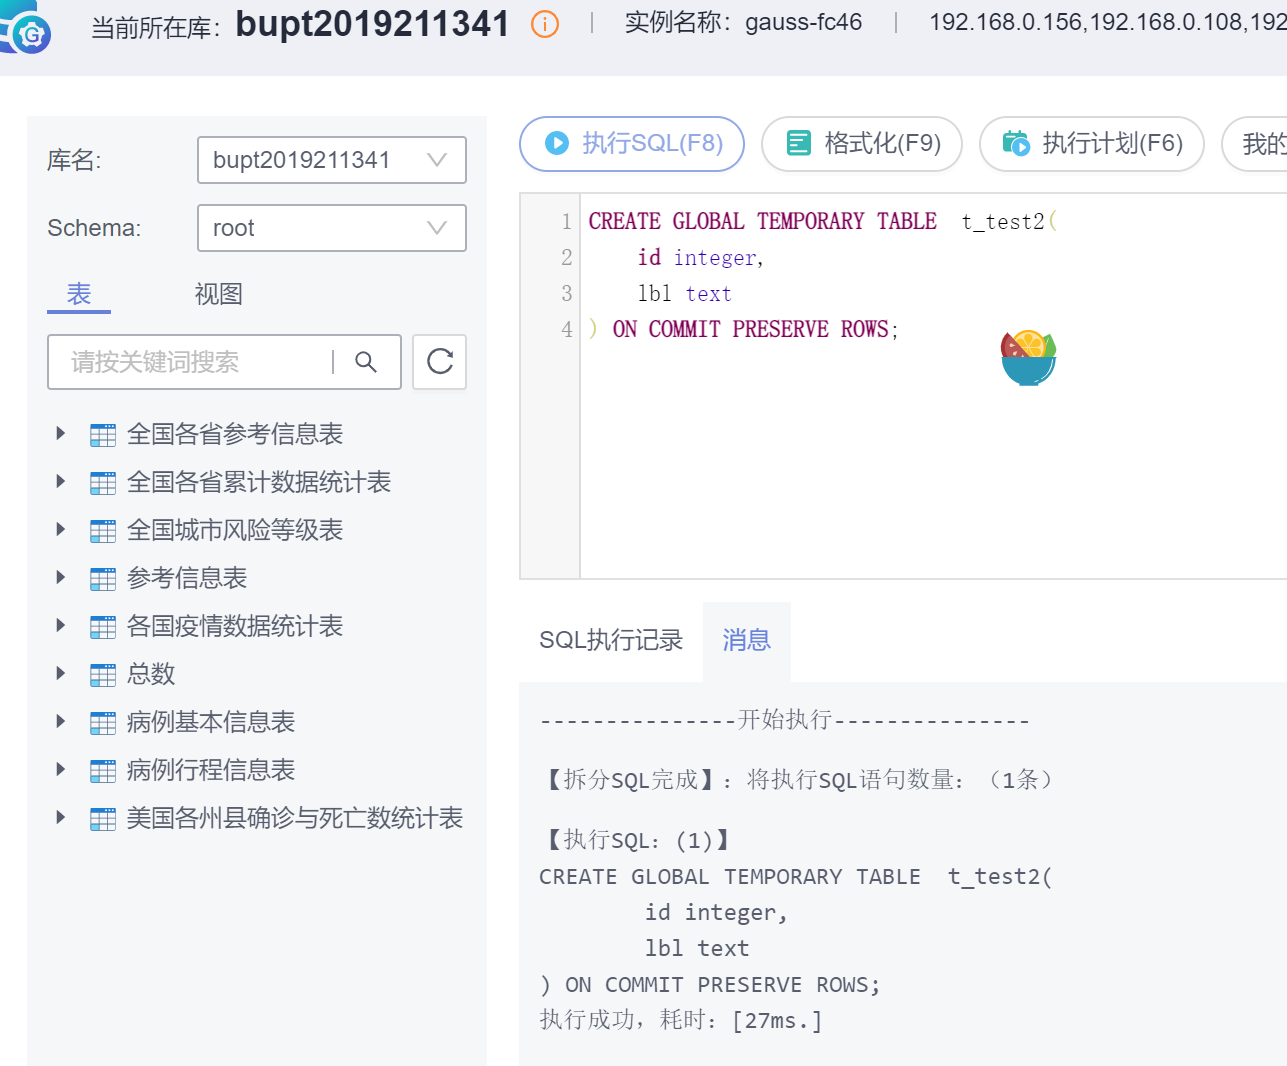 当前所在库: bupt2019211341 实例名称: gauss-fc46 192.168.0.156,192.168.0.108,192
库名: bupt2019211341
Schema: root
表 视图
请按关键词搜索
全国各省参考信息表
全国各省累计数据统计表
全国城市风险等级表
参考信息表
各国疫情数据统计表
总数
病例基本信息表
病例行程信息表
美国各州县确诊与死亡数统计表
执行SQL(F8) 格式化(F9) 执行计划(F6) 我的
1 CREATE GLOBAL TEMPORARY TABLE  t_test2(
2     id integer,
3     lbl text
4 ) ON COMMIT PRESERVE ROWS;
SQL执行记录 消息
---------------开始执行---------------
【拆分SQL完成】: 将执行SQL语句数量: (1条)
【执行SQL: (1)】
CREATE GLOBAL TEMPORARY TABLE  t_test2(
        id integer,
        lbl text
) ON COMMIT PRESERVE ROWS;
执行成功, 耗时: [27ms.]